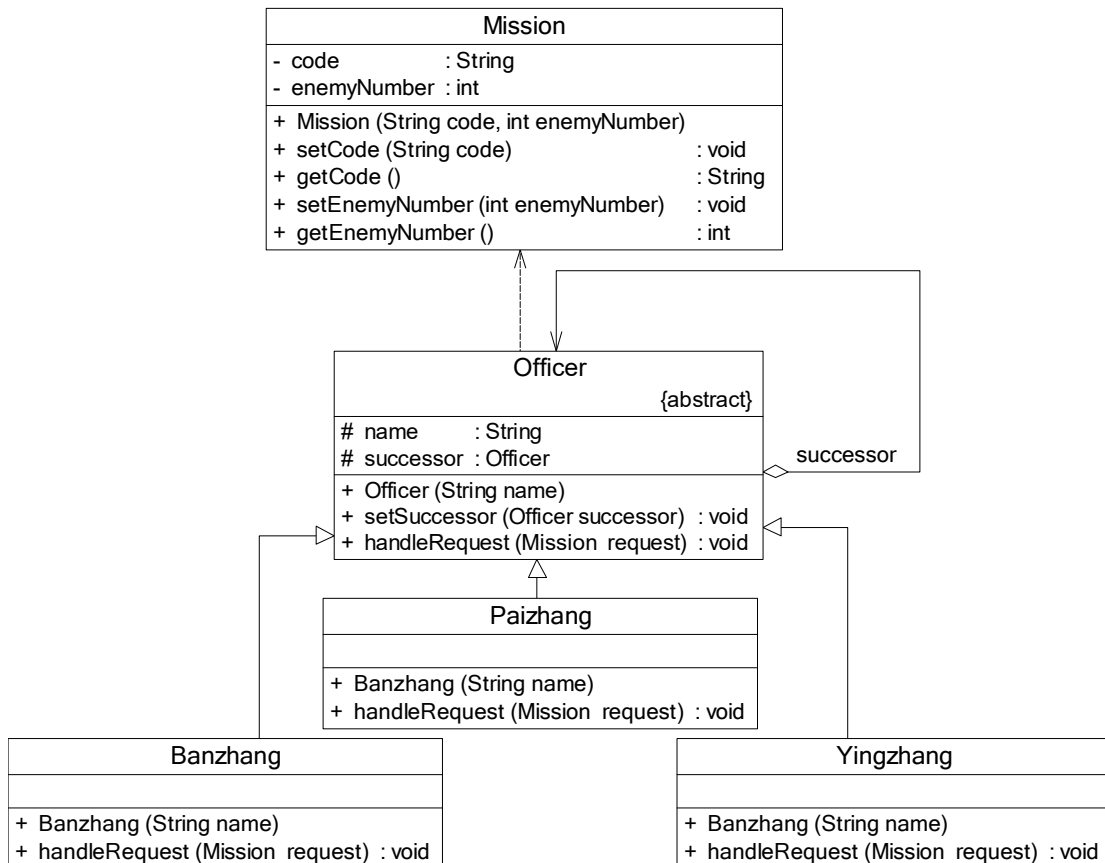 Mission
- code : String
- enemyNumber : int
+ Mission (String code, int enemyNumber)
+ setCode (String code) : void
+ getCode () : String
+ setEnemyNumber (int enemyNumber) : void
+ getEnemyNumber () : int
Officer
{abstract}
# name : String
# successor : Officer
successor
+ Officer (String name)
+ setSuccessor (Officer successor) : void
+ handleRequest (Mission request) : void
Paizhang
+ Banzhang (String name)
+ handleRequest (Mission request) : void
Banzhang
+ Banzhang (String name)
+ handleRequest (Mission request) : void
Yingzhang
+ Banzhang (String name)
+ handleRequest (Mission request) : void